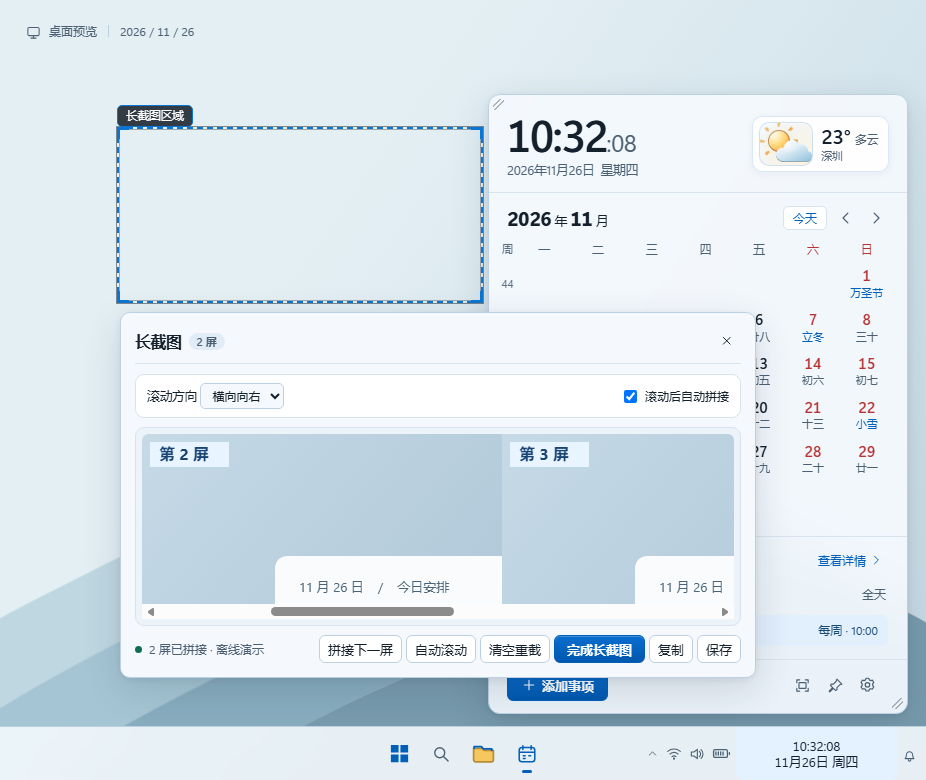 桌面预览 2026 / 11 / 26
长截图区域
10:32:08
2026年11月26日 星期四
23° 多云
深圳
2026 年 11 月 今天
周 一 二 三 四 五 六 日
44 1
万圣节
6 7 8
立冬 三十
13 14 15
初六 初七
20 21 22
十三 小雪
27 28 29
二十 廿一
长截图 2 屏
滚动方向 横向向右 滚动后自动拼接
第 2 屏 第 3 屏
11 月 26 日 / 今日安排 11 月 26 日
2 屏已拼接 · 离线演示 拼接下一屏 自动滚动 清空重截 完成长截图 复制 保存
查看详情
全天
每周 · 10:00
添加事项
10:32:08
11月26日 周四